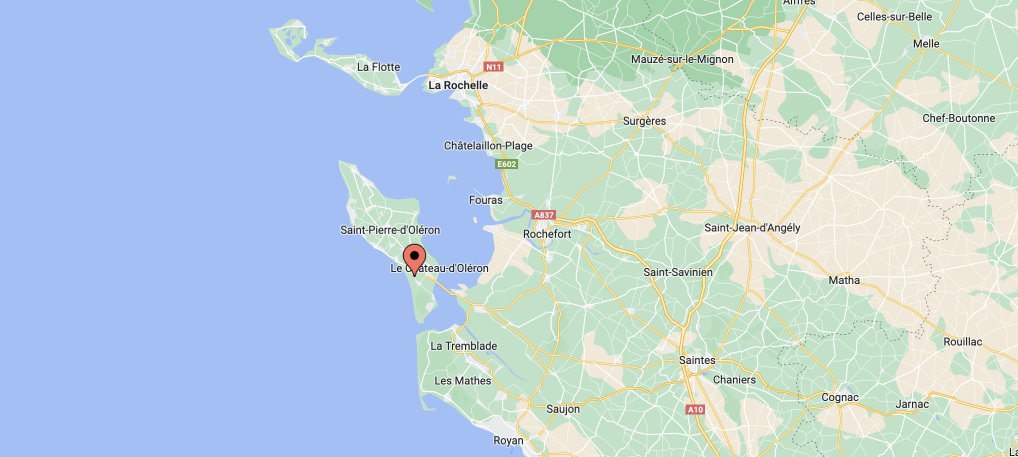 Aiffres
Celles-sur-Belle
Melle
Mauzé-sur-le-Mignon
La Flotte
N11
La Rochelle
Chef-Boutonne
Surgères
Châtelaillon-Plage
E602
Fouras
A837
Saint-Pierre-d'Oléron
Rochefort
Saint-Jean-d'Angély
Le Château-d'Oléron
Saint-Savinien
Matha
La Tremblade
Rouillac
Saintes
Les Mathes
Chaniers
Cognac
Jarnac
Saujon
A10
Royan